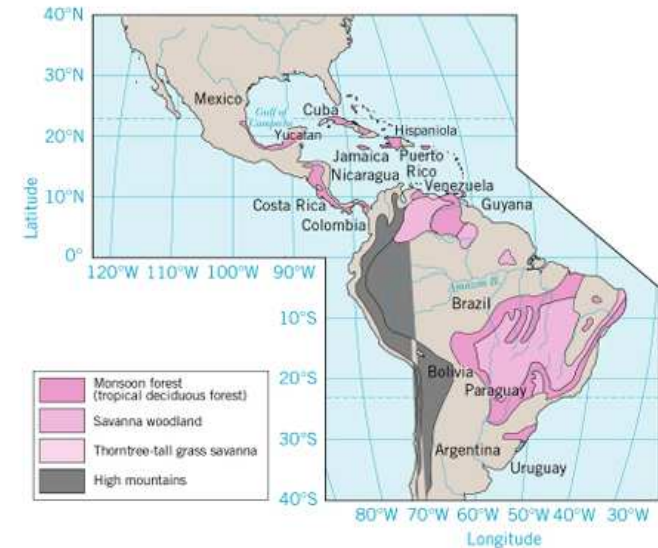 40°N
30°N
Mexico
Gulf of
Campeche
Cuba
20°N
Yucatan
Hispaniola
Jamaica
Puerto
Rico
Nicaragua
Venezuela
10°N
Costa Rica
Guyana
Colombia
Latitude
0°
120°W 110°W 100°W 90°W
Amazon R.
Brazil
10°S
Bolivia
20°S
Paraguay
30°S
Argentina
Uruguay
40°S
Monsoon forest
(tropical deciduous forest)
Savanna woodland
Thorntree-tall grass savanna
High mountains
80°W 70°W 60°W 50°W 40°W 30°W 20°W
Longitude